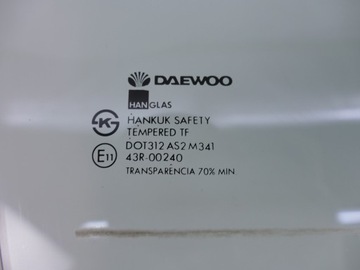 DAEWOO
HANGLAS
HANKUK SAFETY
TEMPERED TF
DOT312 AS2 M341
E11 43R-00240
TRANSPARÊNCIA 70% MIN